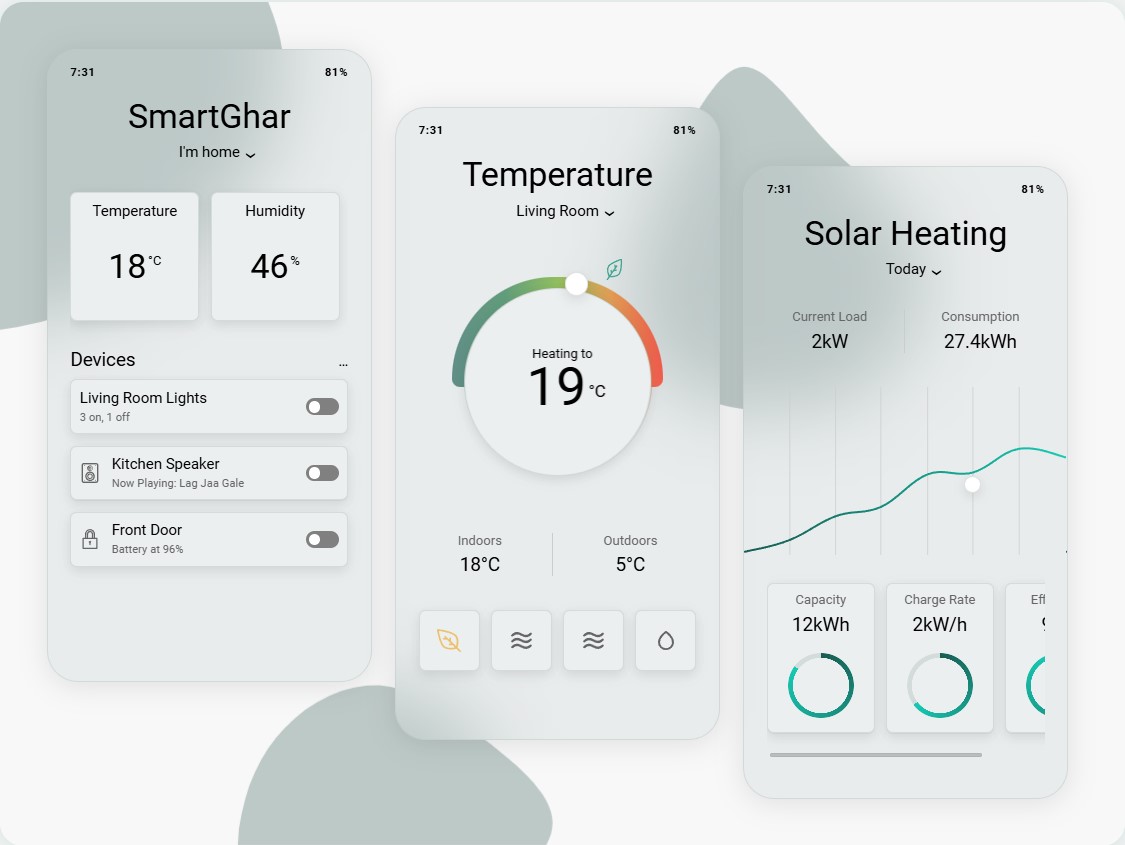 7:31 81%
SmartGhar
I'm home
Temperature Humidity
18°C 46%
Devices ...
Living Room Lights
3 on, 1 off
Kitchen Speaker
Now Playing: Lag Jaa Gale
Front Door
Battery at 96%
7:31 81%
Temperature
Living Room
Heating to
19°C
Indoors Outdoors
18°C 5°C
7:31 81%
Solar Heating
Today
Current Load Consumption
2kW 27.4kWh
Capacity Charge Rate
12kWh 2kW/h